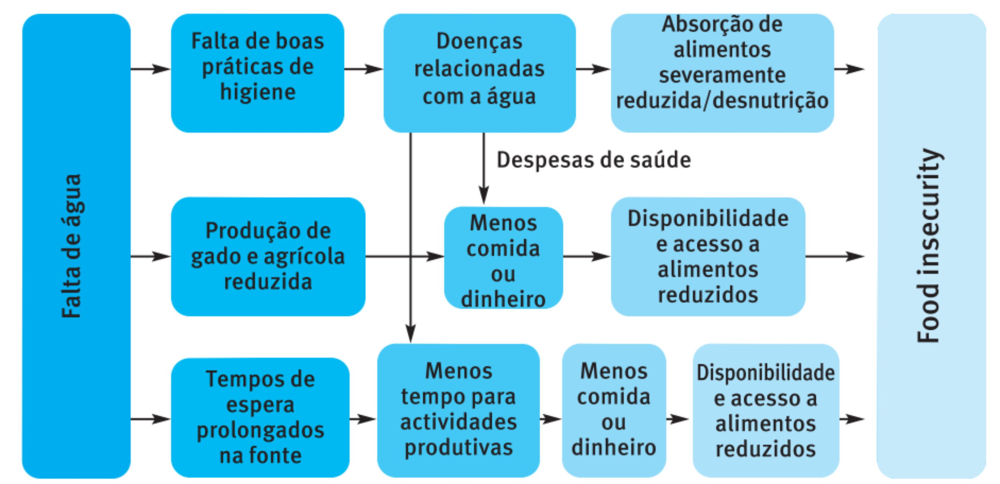 Falta de água
Falta de boas
práticas de
higiene
Doenças
relacionadas
com a água
Absorção de
alimentos
severamente
reduzida/desnutrição
Despesas de saúde
Produção de
gado e agrícola
reduzida
Menos
comida
ou
dinheiro
Disponibilidade
e acesso a
alimentos
reduzidos
Tempos de
espera
prolongados
na fonte
Menos
tempo para
actividades
produtivas
Menos
comida
ou
dinheiro
Disponibilidade
e acesso a
alimentos
reduzidos
Food insecurity